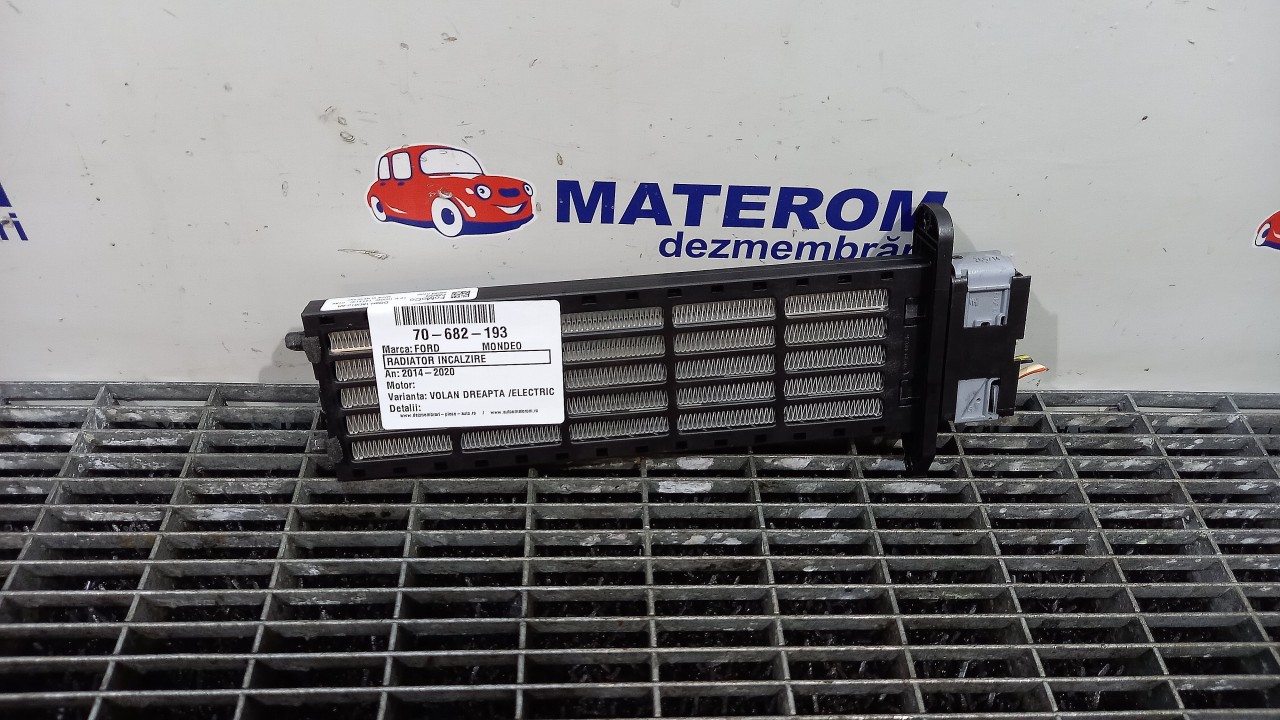 MATEROM
dezmembrări
70-682-193
Marca: FORD MONDEO
RADIATOR INCALZIRE
An: 2014-2020
Motor:
Varianta: VOLAN DREAPTA /ELECTRIC
Detalii: